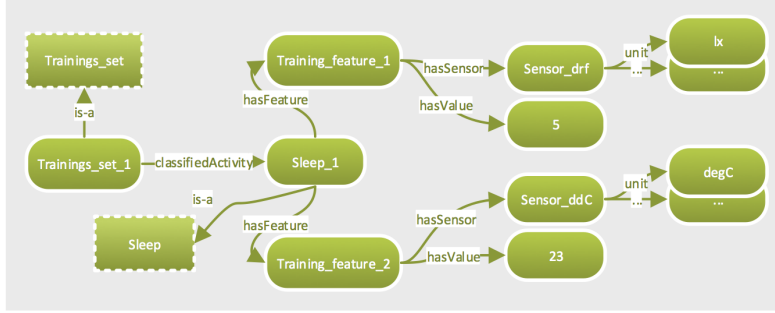 Trainings_set
is-a
Trainings_set_1
classifiedActivity
Sleep_1
is-a
Sleep
hasFeature
Training_feature_1
hasSensor
Sensor_drf
unit
lx
...
...
hasValue
5
hasFeature
Training_feature_2
hasSensor
Sensor_ddC
unit
degC
...
...
hasValue
23